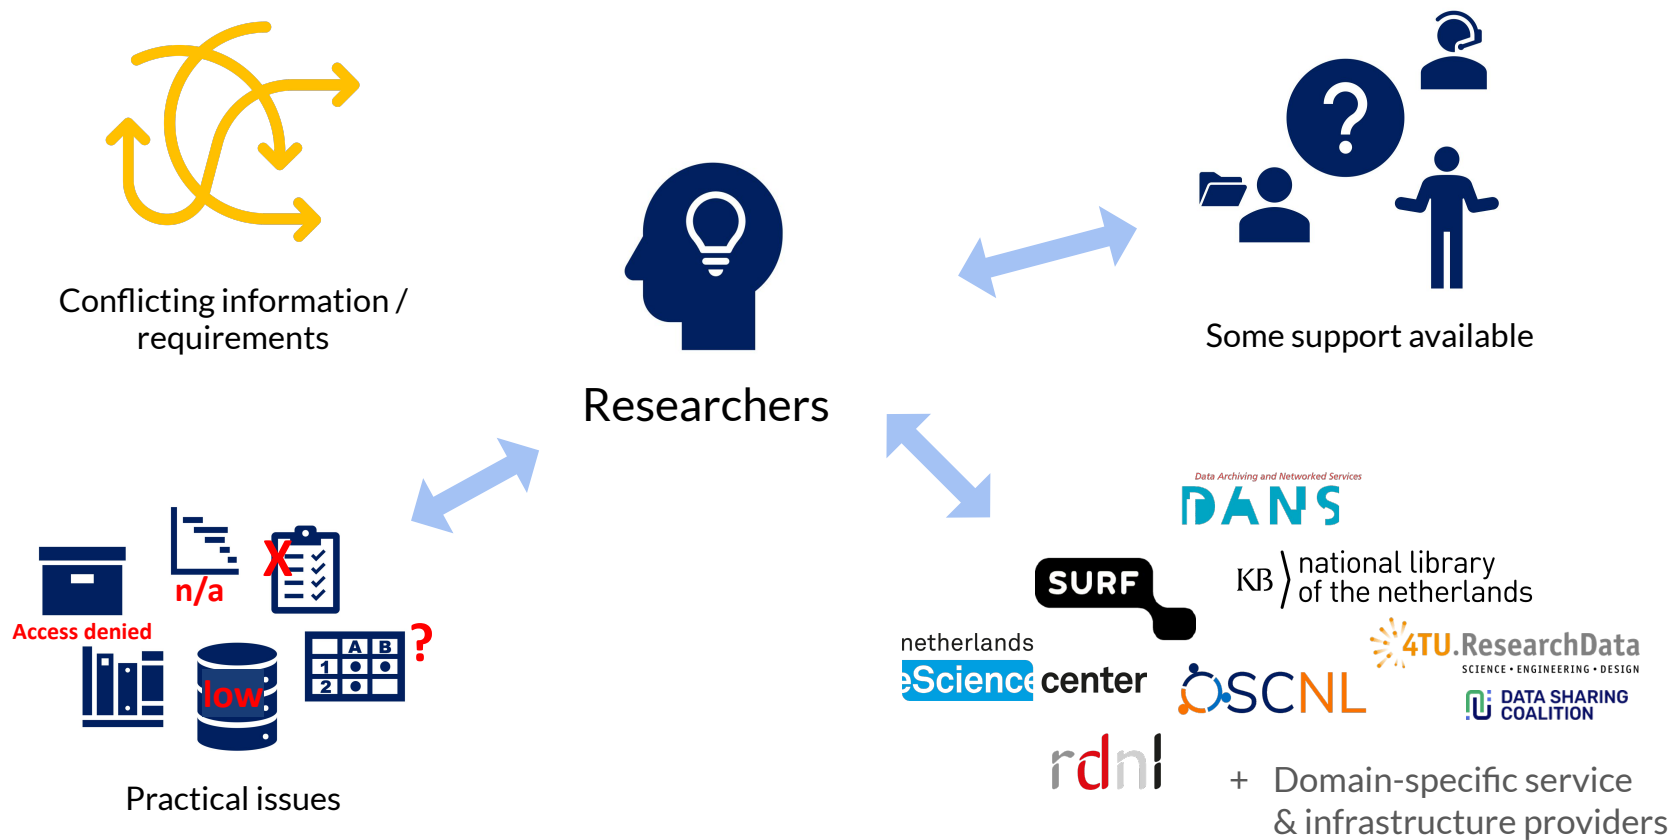 Conflicting information /
requirements
?
Some support available
Researchers
n/a
X
Access denied
low
A B
1
2
?
Practical issues
Data Archiving and Networked Services
DANS
SURF
KB
national library
of the netherlands
netherlands
eScience center
4TU.ResearchData
SCIENCE • ENGINEERING • DESIGN
OSCNL
DATA SHARING
COALITION
rdnl
+ Domain-specific service
& infrastructure providers